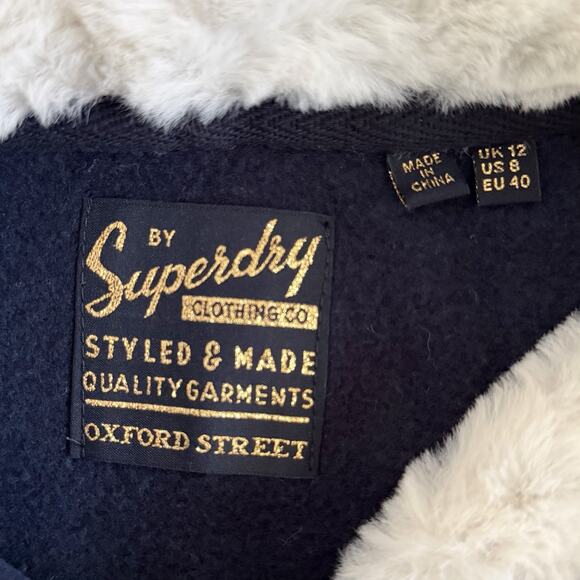 BY
Superdry
CLOTHING CO
STYLED & MADE
QUALITY GARMENTS
OXFORD STREET
MADE
IN
CHINA
UK 12
US 8
EU 40